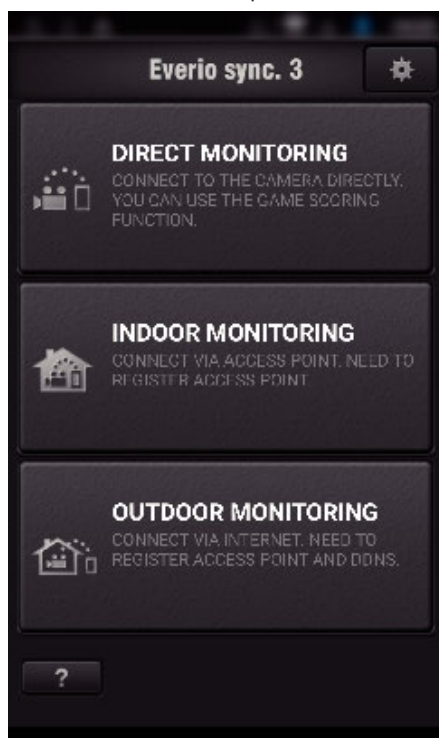 Everio sync. 3
DIRECT MONITORING
CONNECT TO THE CAMERA DIRECTLY.
YOU CAN USE THE GAME SCORING
FUNCTION.
INDOOR MONITORING
CONNECT VIA ACCESS POINT. NEED TO
REGISTER ACCESS POINT.
OUTDOOR MONITORING
CONNECT VIA INTERNET. NEED TO
REGISTER ACCESS POINT AND DDNS.
?